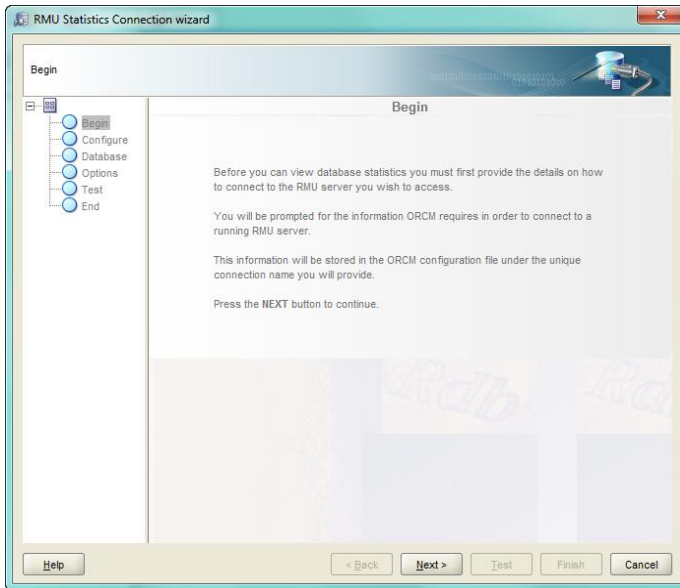 RMU Statistics Connection wizard
Begin
Begin
Begin
Configure
Database
Options
Test
End
Before you can view database statistics you must first provide the details on how
to connect to the RMU server you wish to access.
You will be prompted for the information ORCM requires in order to connect to a
running RMU server.
This information will be stored in the ORCM configuration file under the unique
connection name you will provide.
Press the NEXT button to continue.
Rdb
Help
< Back
Next >
Test
Finish
Cancel